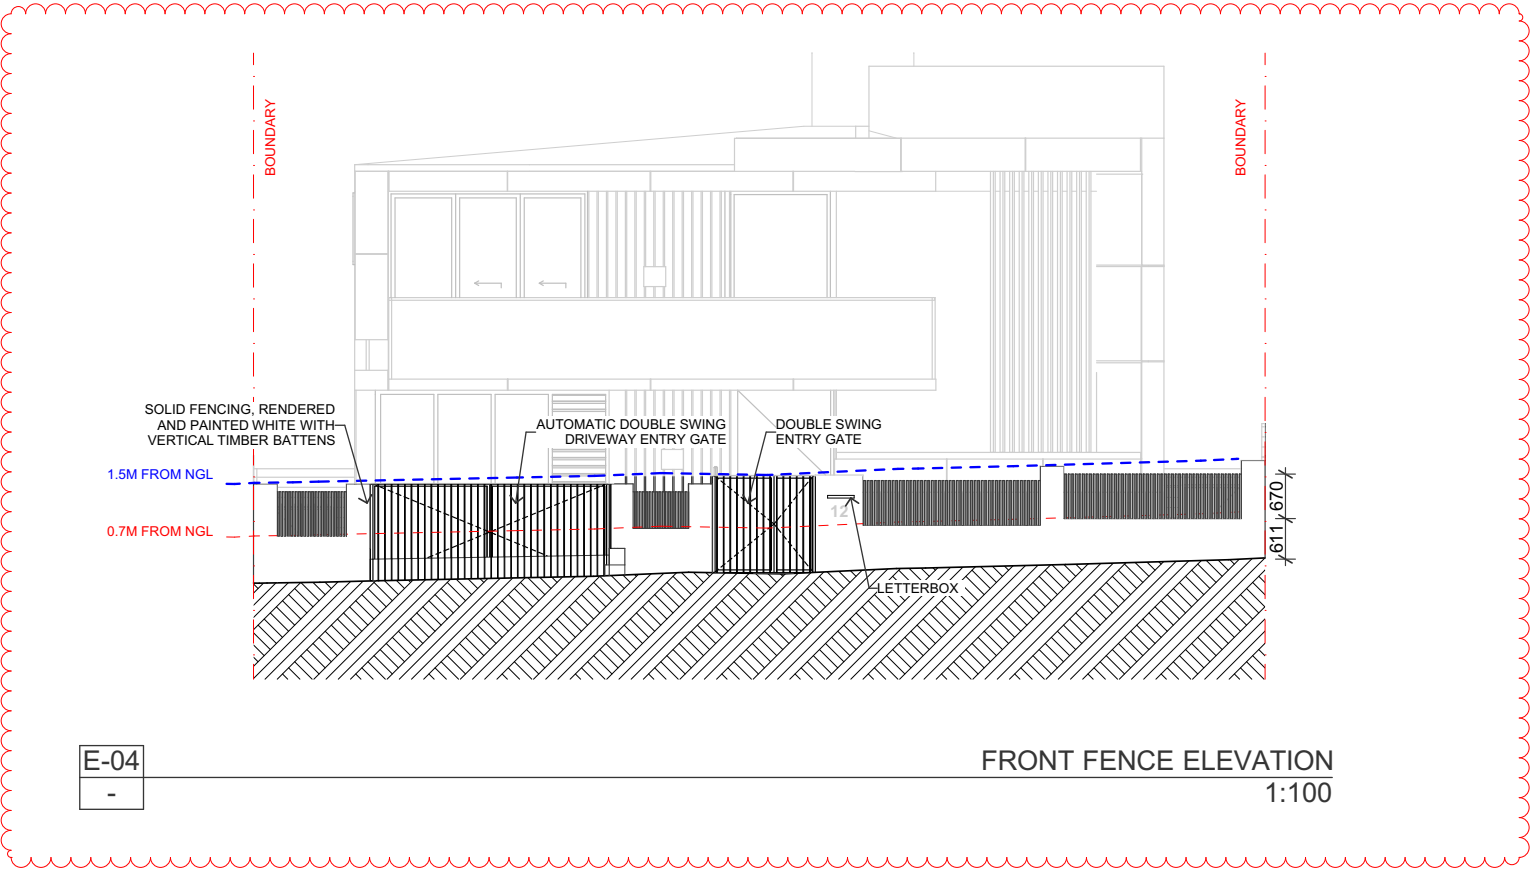 BOUNDARY
BOUNDARY
SOLID FENCING, RENDERED
AND PAINTED WHITE WITH
VERTICAL TIMBER BATTENS
AUTOMATIC DOUBLE SWING
DRIVEWAY ENTRY GATE
DOUBLE SWING
ENTRY GATE
1.5M FROM NGL
0.7M FROM NGL
12
670
611
LETTERBOX
E-04
-
FRONT FENCE ELEVATION
1:100